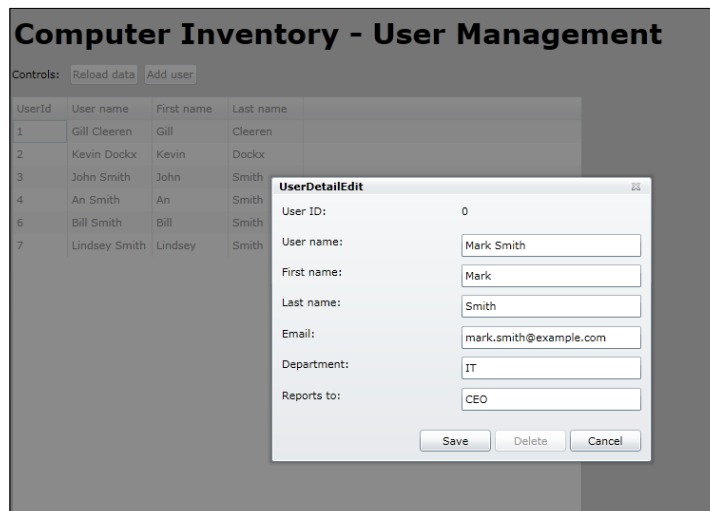 Computer Inventory - User Management
Controls: Reload data Add user
UserId User name First name Last name
1 Gill Cleeren Gill Cleeren
2 Kevin Dockx Kevin Dockx
3 John Smith John Smith
4 An Smith An Smith
6 Bill Smith Bill Smith
7 Lindsey Smith Lindsey Smith
UserDetailEdit
User ID: 0
User name: Mark Smith
First name: Mark
Last name: Smith
Email: mark.smith@example.com
Department: IT
Reports to: CEO
Save Delete Cancel